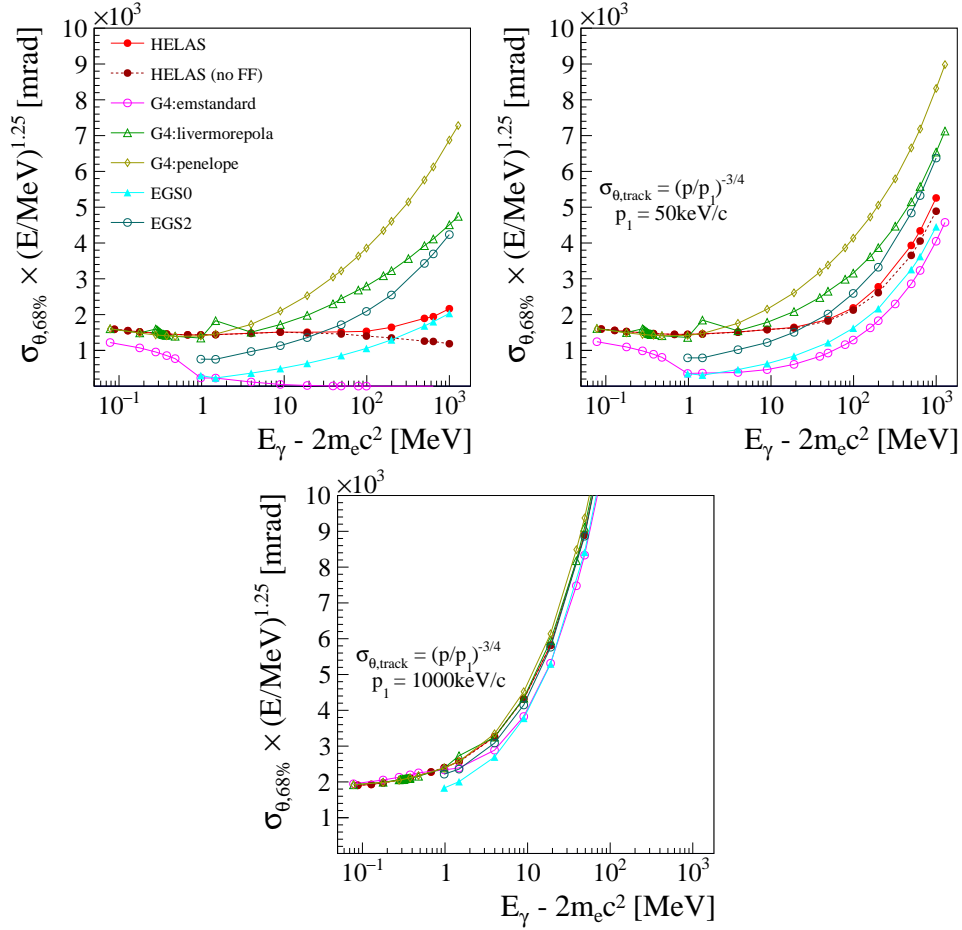 ×10³
σθ,68% × (E/MeV)^1.25 [mrad]
10
9
8
7
6
5
4
3
2
1
HELAS
HELAS (no FF)
G4:emstandard
G4:livermorepola
G4:penelope
EGS0
EGS2
10⁻¹ 1 10 10² 10³
Eγ - 2mₑc² [MeV]
×10³
σθ,68% × (E/MeV)^1.25 [mrad]
10
9
8
7
6
5
4
3
2
1
σθ,track = (p/p₁)^-3/4
p₁ = 50keV/c
10⁻¹ 1 10 10² 10³
Eγ - 2mₑc² [MeV]
×10³
σθ,68% × (E/MeV)^1.25 [mrad]
10
9
8
7
6
5
4
3
2
1
σθ,track = (p/p₁)^-3/4
p₁ = 1000keV/c
10⁻¹ 1 10 10² 10³
Eγ - 2mₑc² [MeV]